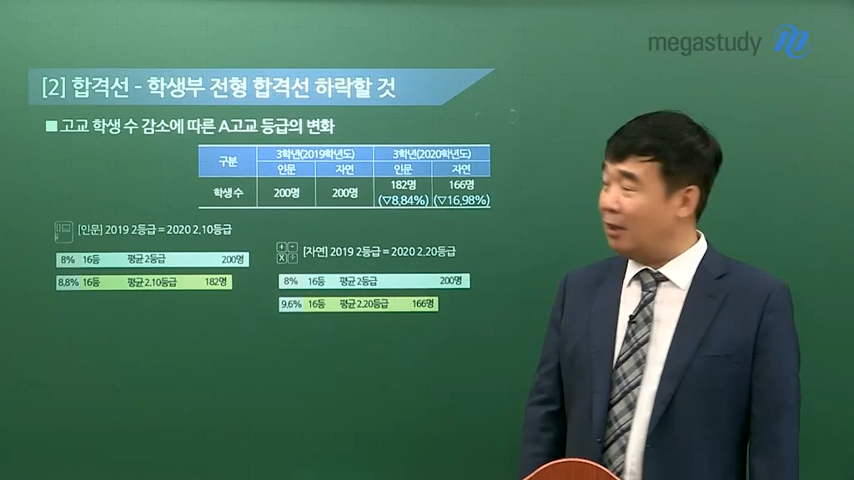 megastudy
[2] 합격선 - 학생부 전형 합격선 하락할 것
■ 고교 학생 수 감소에 따른 A고교 등급의 변화
구분 3학년(2019학년도) 3학년(2020학년도)
인문 자연 인문 자연
학생 수 200명 200명 182명 (▽8.84%) 166명 (▽16.98%)
[인문] 2019 2등급 = 2020 2.10등급
8% 16등 평균 2등급 200명
8.8% 16등 평균 2.10등급 182명
[자연] 2019 2등급 = 2020 2.20등급
8% 16등 평균 2등급 200명
9.6% 16등 평균 2.20등급 166명